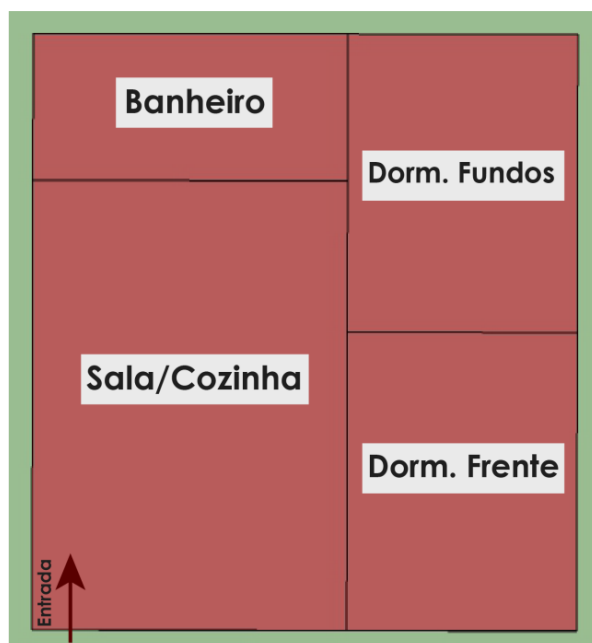 Banheiro
Dorm. Fundos
Sala/Cozinha
Dorm. Frente
Entrada